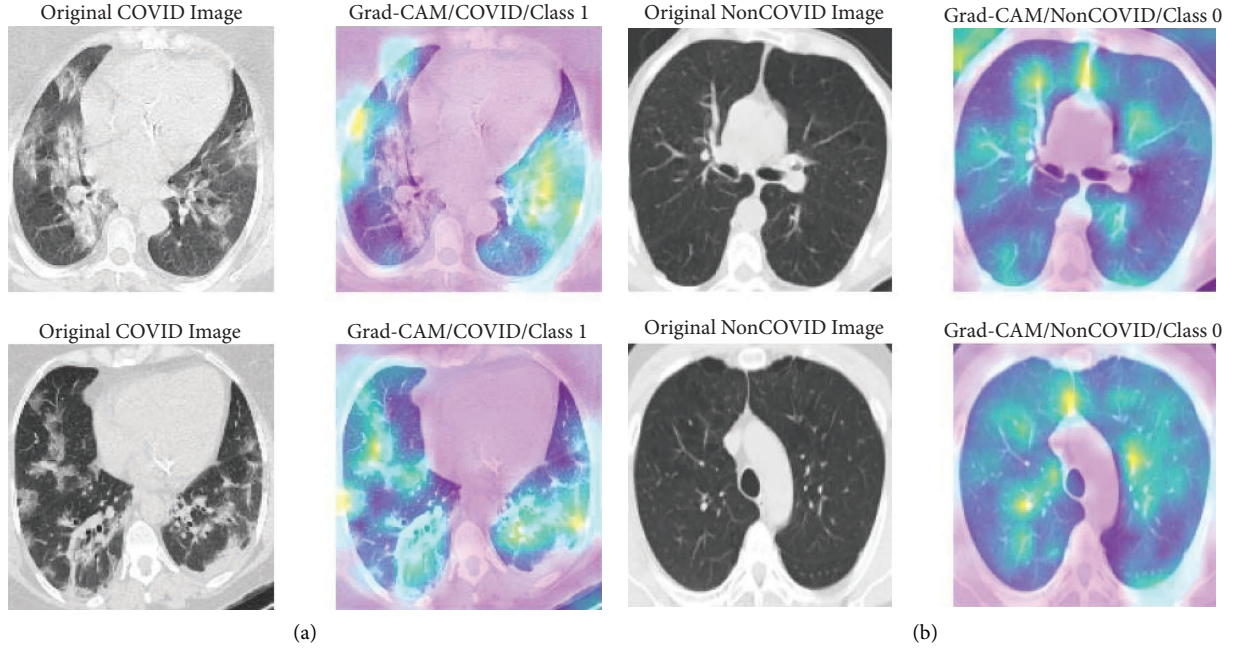 Original COVID Image
Grad-CAM/COVID/Class 1
Original NonCOVID Image
Grad-CAM/NonCOVID/Class 0
Original COVID Image
Grad-CAM/COVID/Class 1
Original NonCOVID Image
Grad-CAM/NonCOVID/Class 0
(a)
(b)